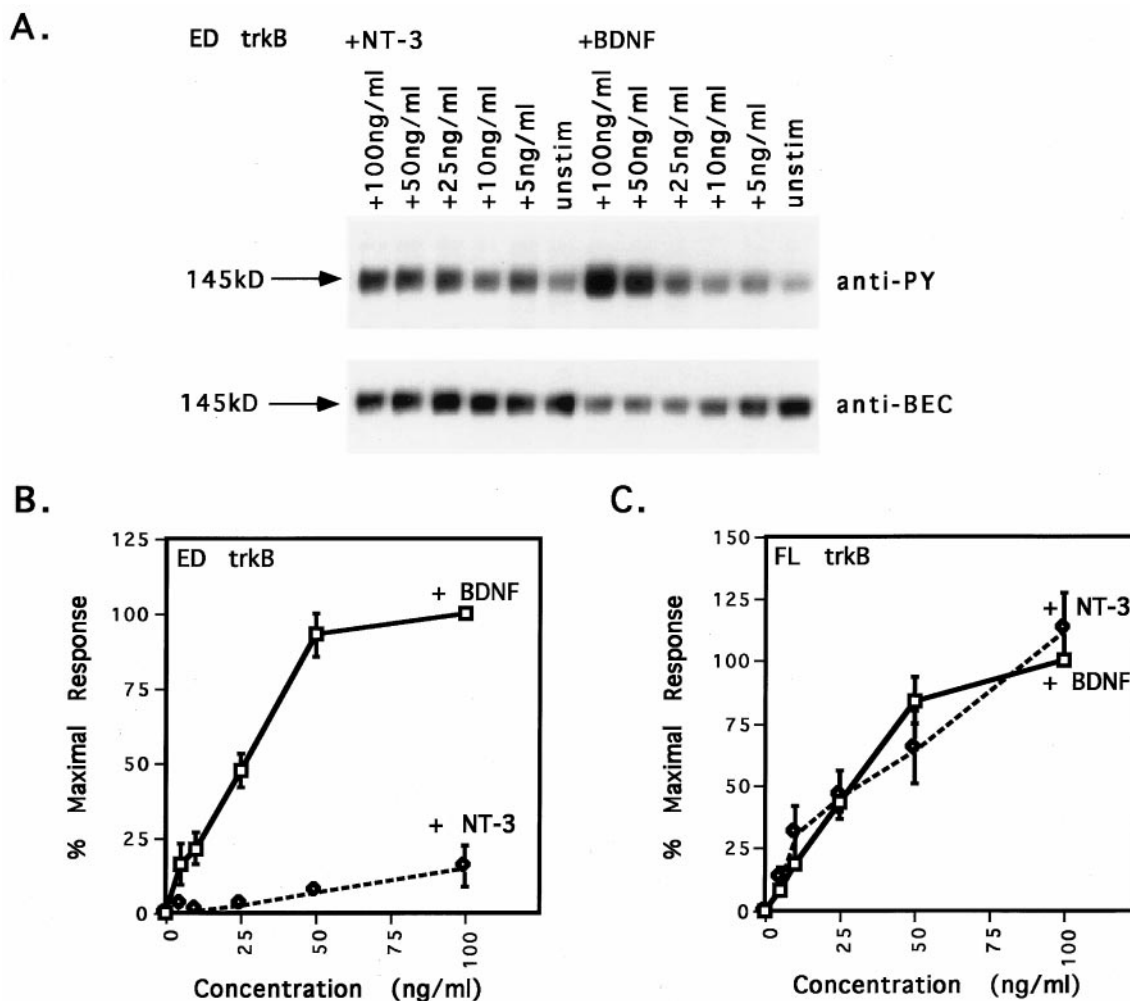 A.
ED trkB +NT-3 +BDNF
+100ng/ml +50ng/ml +25ng/ml +10ng/ml +5ng/ml unstim +100ng/ml +50ng/ml +25ng/ml +10ng/ml +5ng/ml unstim
145kD anti-PY
145kD anti-BEC
B.
ED trkB
+ BDNF
+ NT-3
% Maximal Response
125
100
75
50
25
0
0 25 50 75 100
Concentration (ng/ml)
C.
FL trkB
+ NT-3
+ BDNF
% Maximal Response
150
125
100
75
50
25
0
0 25 50 75 100
Concentration (ng/ml)